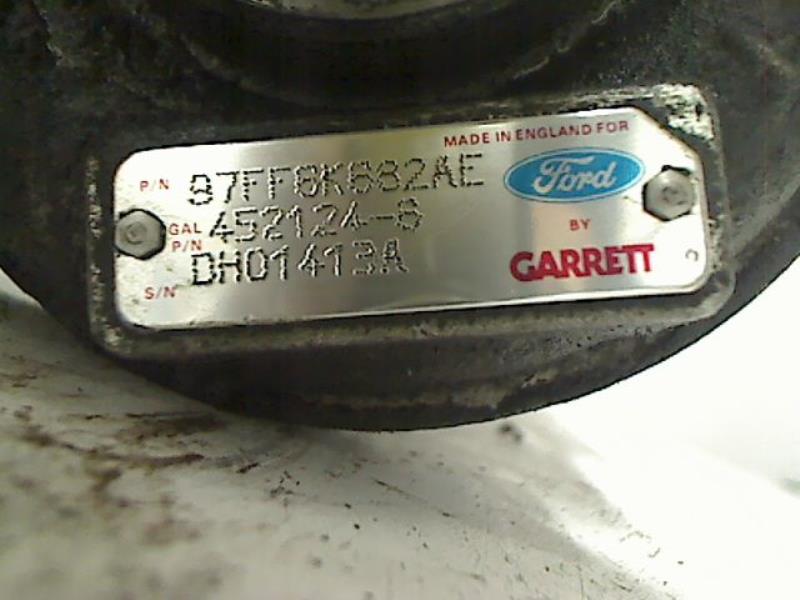 MADE IN ENGLAND FOR
P/N 97FF6K682AE
Ford
GAL P/N 452124-6
BY
S/N DH01413A
GARRETT